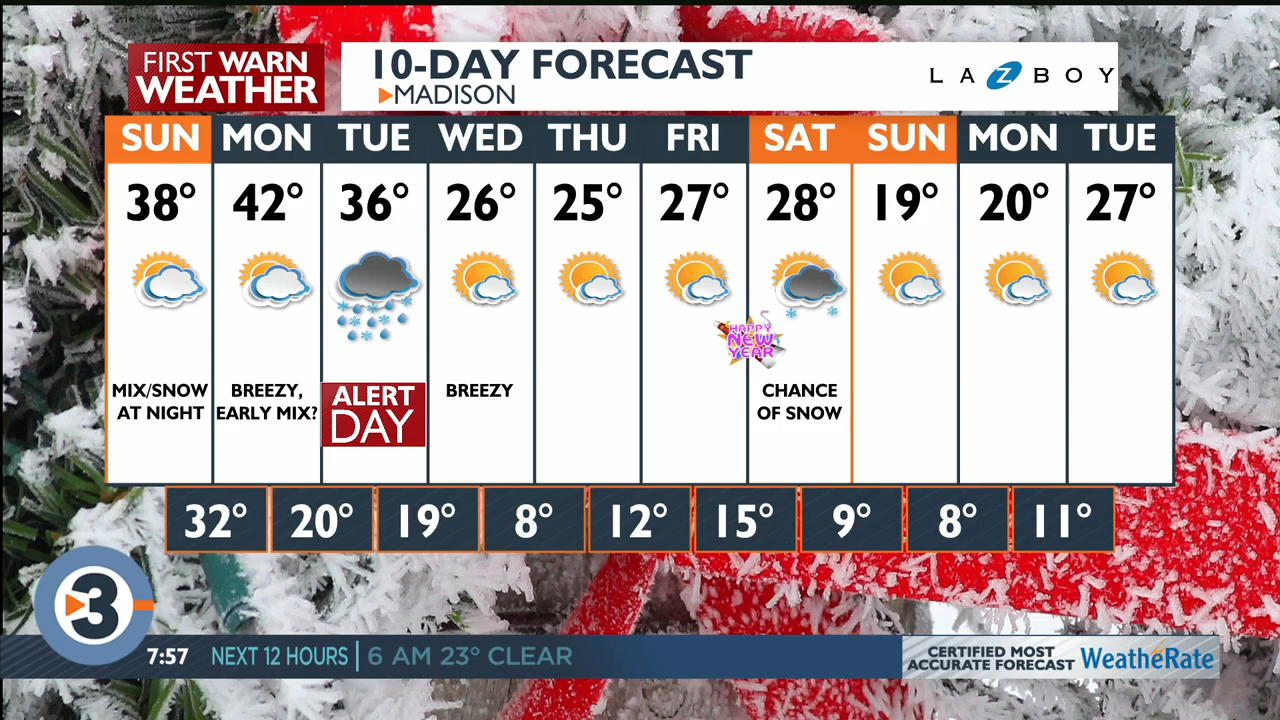 FIRST WARN
WEATHER
10-DAY FORECAST
MADISON
LAZBOY
SUN MON TUE WED THU FRI SAT SUN MON TUE
38° 42° 36° 26° 25° 27° 28° 19° 20° 27°
HAPPY
NEW
YEAR
MIX/SNOW
AT NIGHT
BREEZY,
EARLY MIX?
ALERT
DAY
BREEZY
CHANCE
OF SNOW
32° 20° 19° 8° 12° 15° 9° 8° 11°
3
7:57 NEXT 12 HOURS 6 AM 23° CLEAR
CERTIFIED MOST
ACCURATE FORECAST
WeatheRate